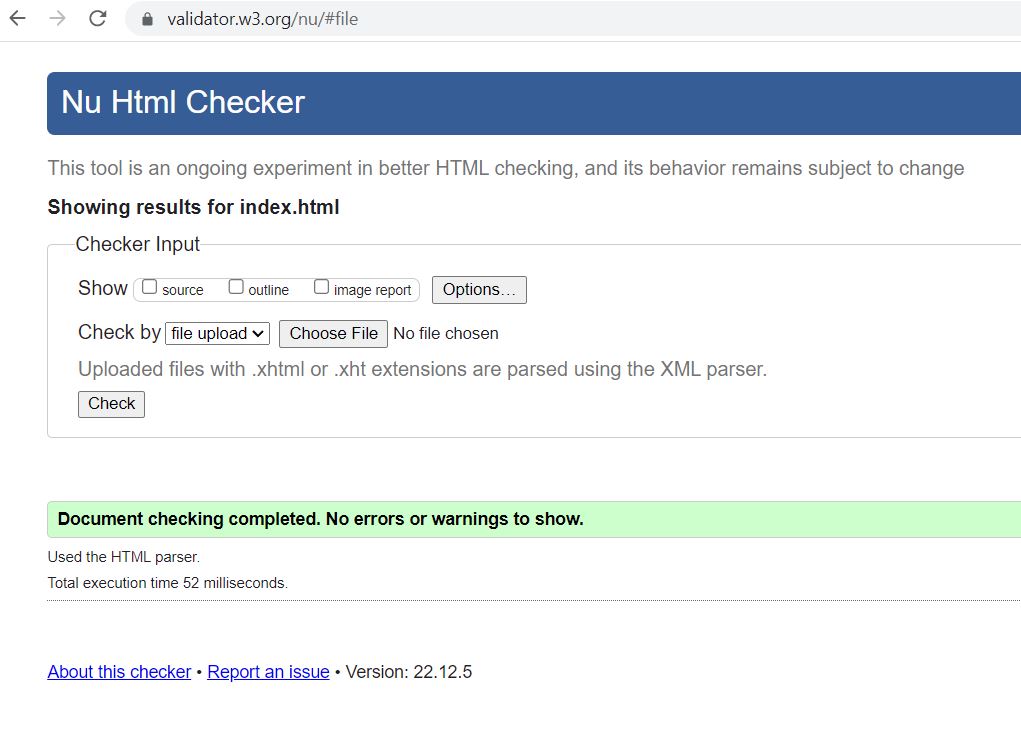 validator.w3.org/nu/#file
Nu Html Checker
This tool is an ongoing experiment in better HTML checking, and its behavior remains subject to change
Showing results for index.html
Checker Input
Show source outline image report Options...
Check by file upload Choose File No file chosen
Uploaded files with .xhtml or .xht extensions are parsed using the XML parser.
Check
Document checking completed. No errors or warnings to show.
Used the HTML parser.
Total execution time 52 milliseconds.
About this checker • Report an issue • Version: 22.12.5